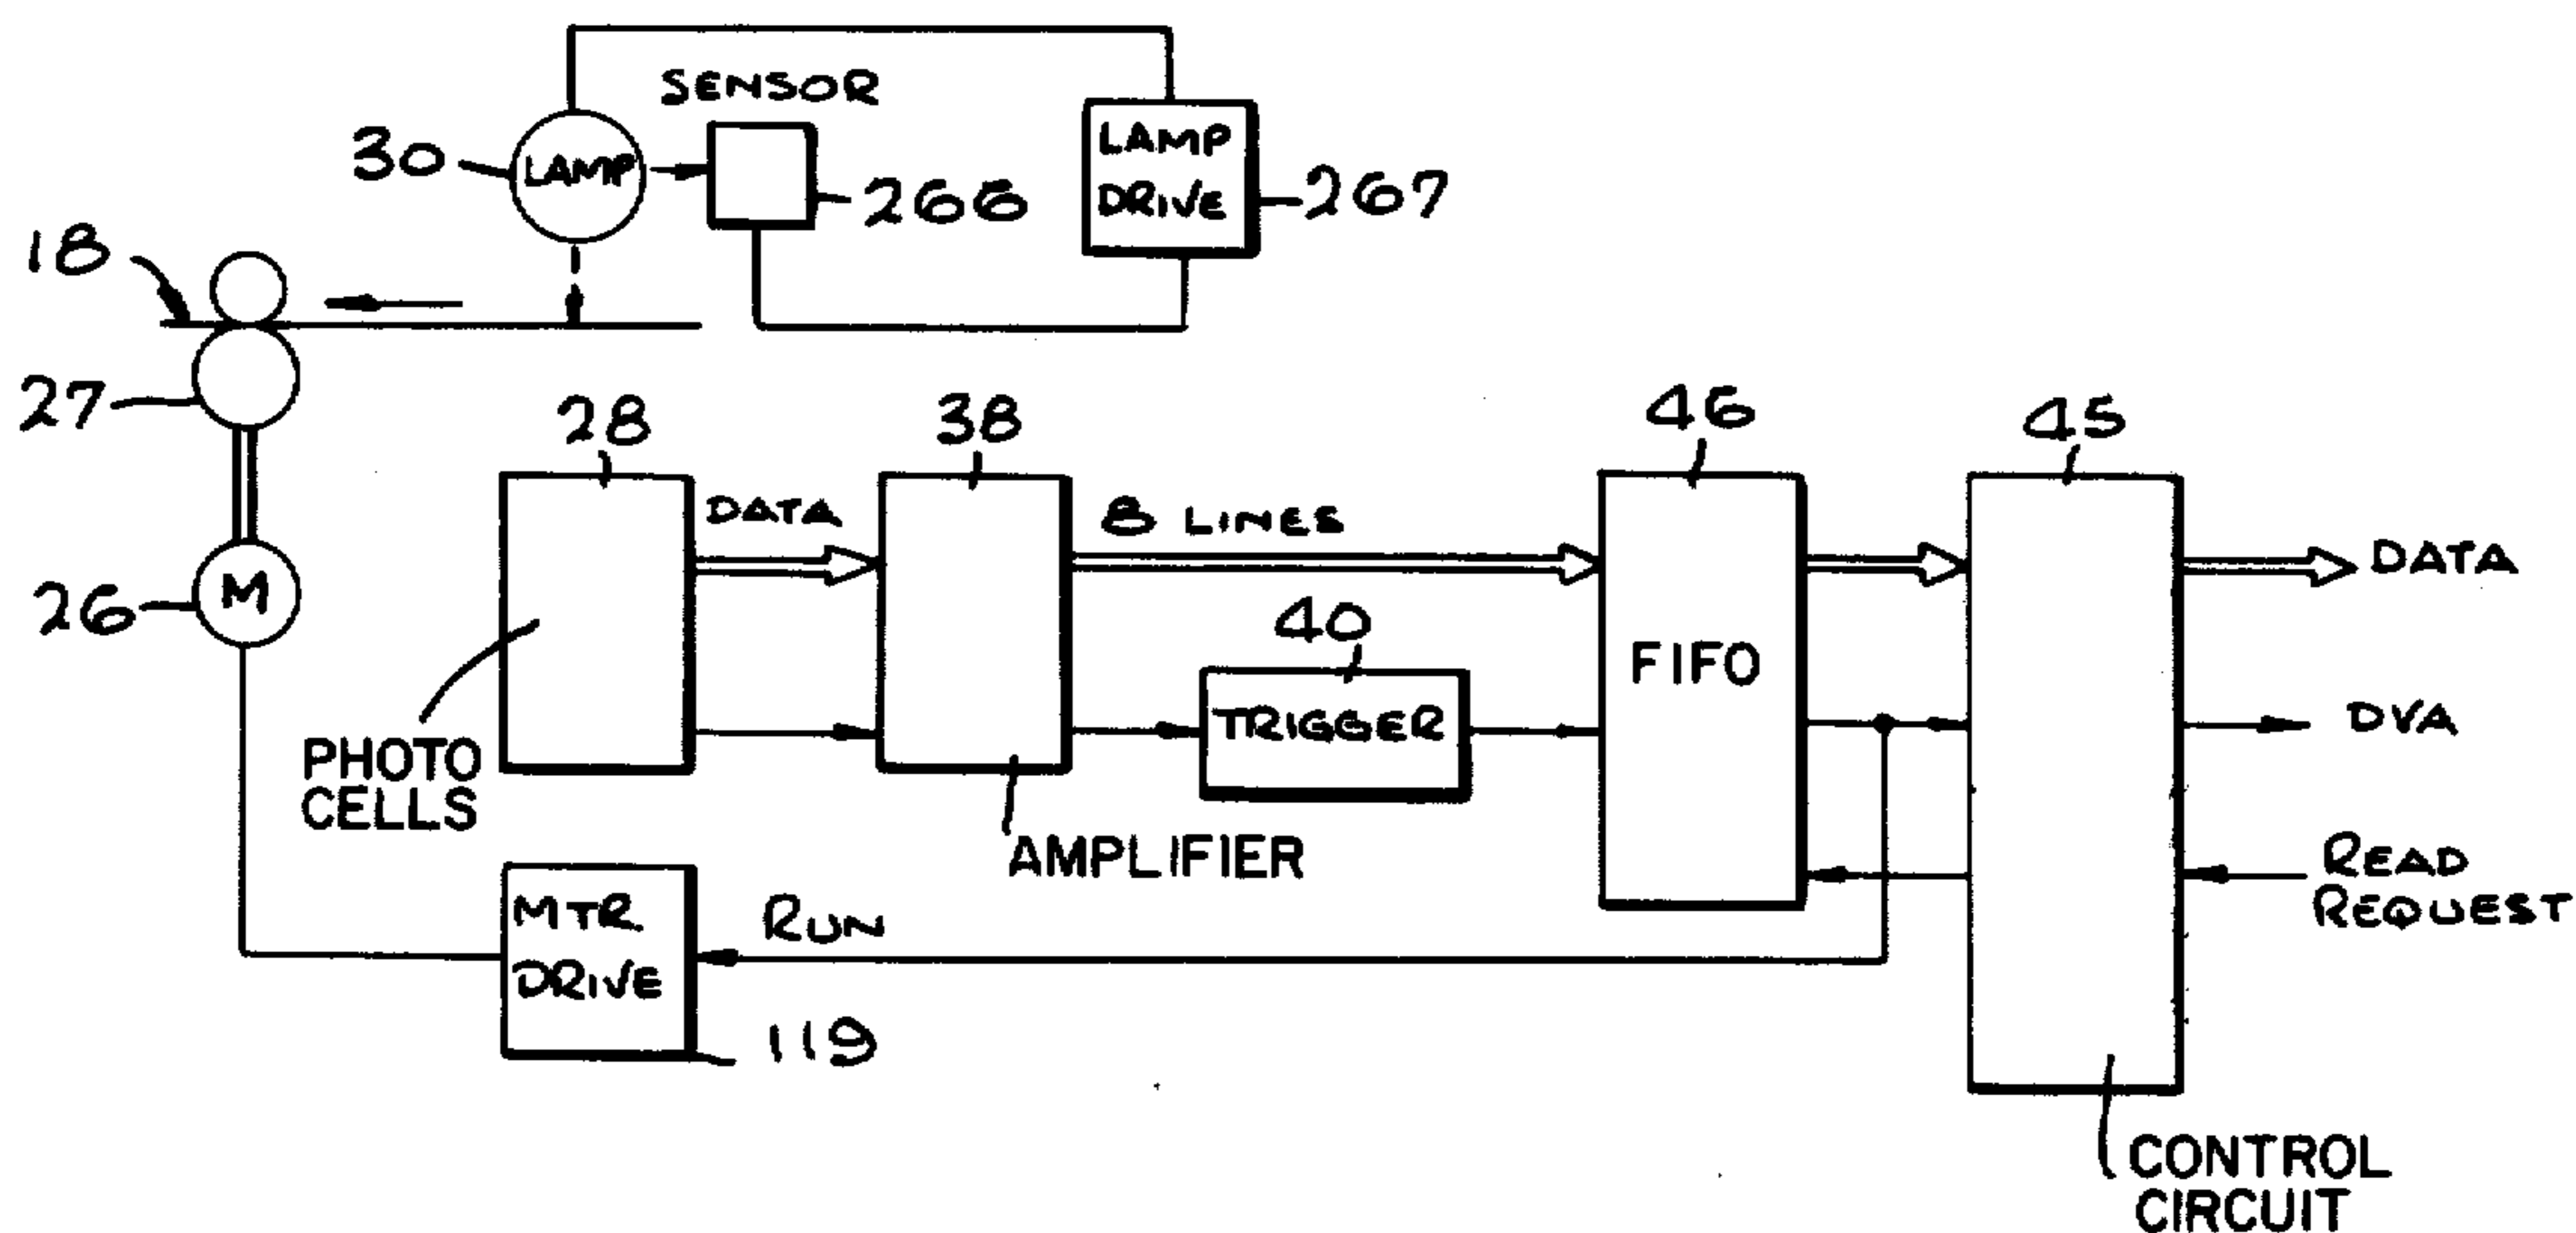 SENSOR
30
LAMP
LAMP
DRIVE
266
267
18
27
28
38
46
45
DATA
8 LINES
DATA
26
M
40
FIFO
TRIGGER
DVA
PHOTO
CELLS
AMPLIFIER
READ
REQUEST
MTR.
DRIVE
RUN
119
CONTROL
CIRCUIT